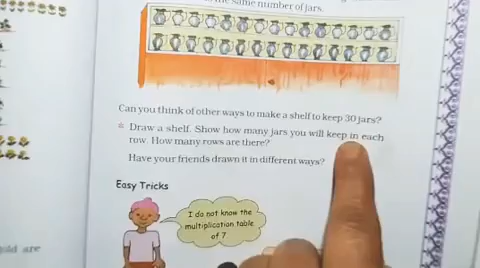 the same number of jars.
Can you think of other ways to make a shelf to keep 30 jars?
* Draw a shelf. Show how many jars you will keep in each
row. How many rows are there?
Have your friends drawn it in different ways?
Easy Tricks
I do not know the
multiplication table
of 7
old are